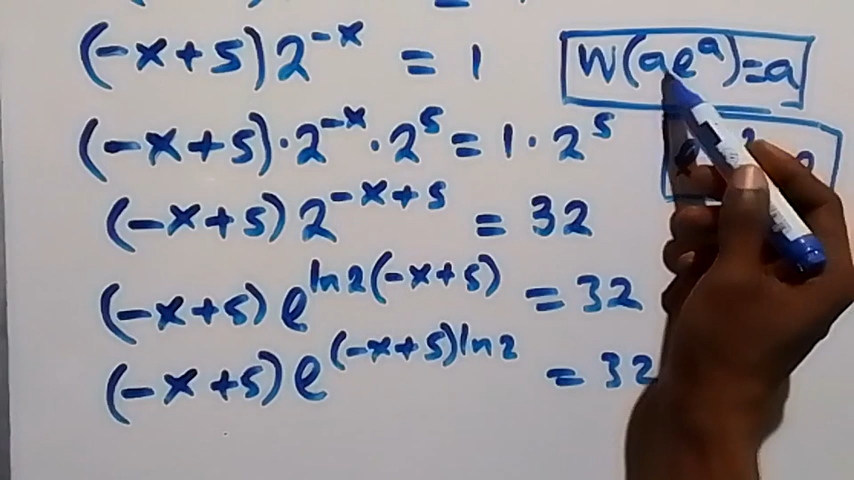 (-x+5)2^{-x} = 1
W(ae^a)=a
(-x+5)·2^{-x}·2^5 = 1·2^5
(-x+5)2^{-x+5} = 32
(-x+5)e^{ln2(-x+5)} = 32
(-x+5)e^{(-x+5)ln2} = 32